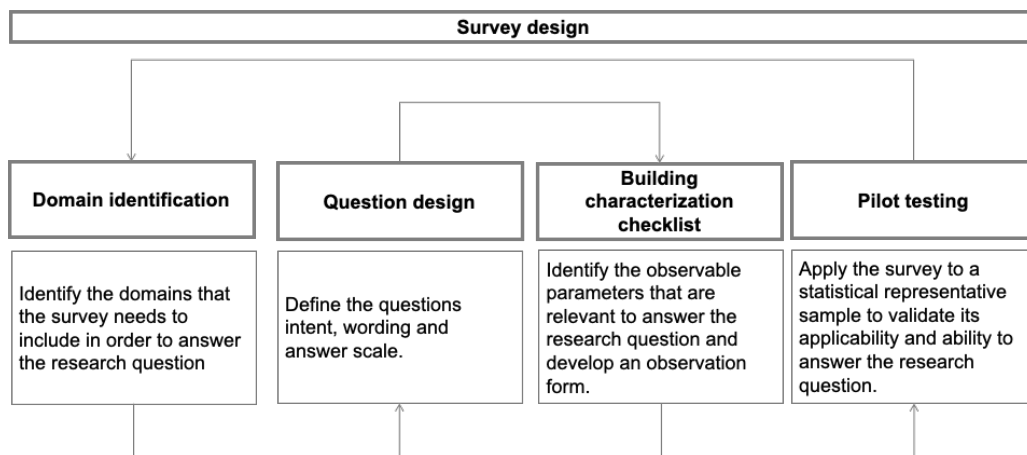 Survey design
Domain identification
Question design
Building
characterization
checklist
Pilot testing
Identify the domains that
the survey needs to
include in order to answer
the research question
Define the questions
intent, wording and
answer scale.
Identify the observable
parameters that are
relevant to answer the
research question and
develop an observation
form.
Apply the survey to a
statistical representative
sample to validate its
applicability and ability to
answer the research
question.